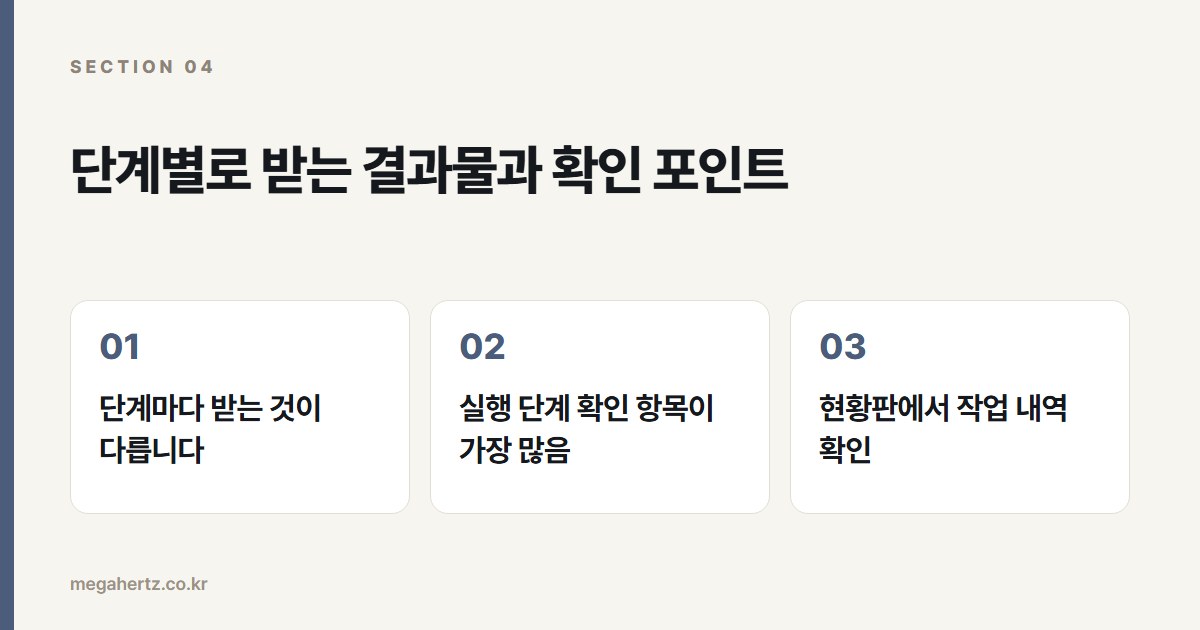 SECTION 04
단계별로 받는 결과물과 확인 포인트
01
단계마다 받는 것이
다릅니다
02
실행 단계 확인 항목이
가장 많음
03
현황판에서 작업 내역
확인
megahertz.co.kr